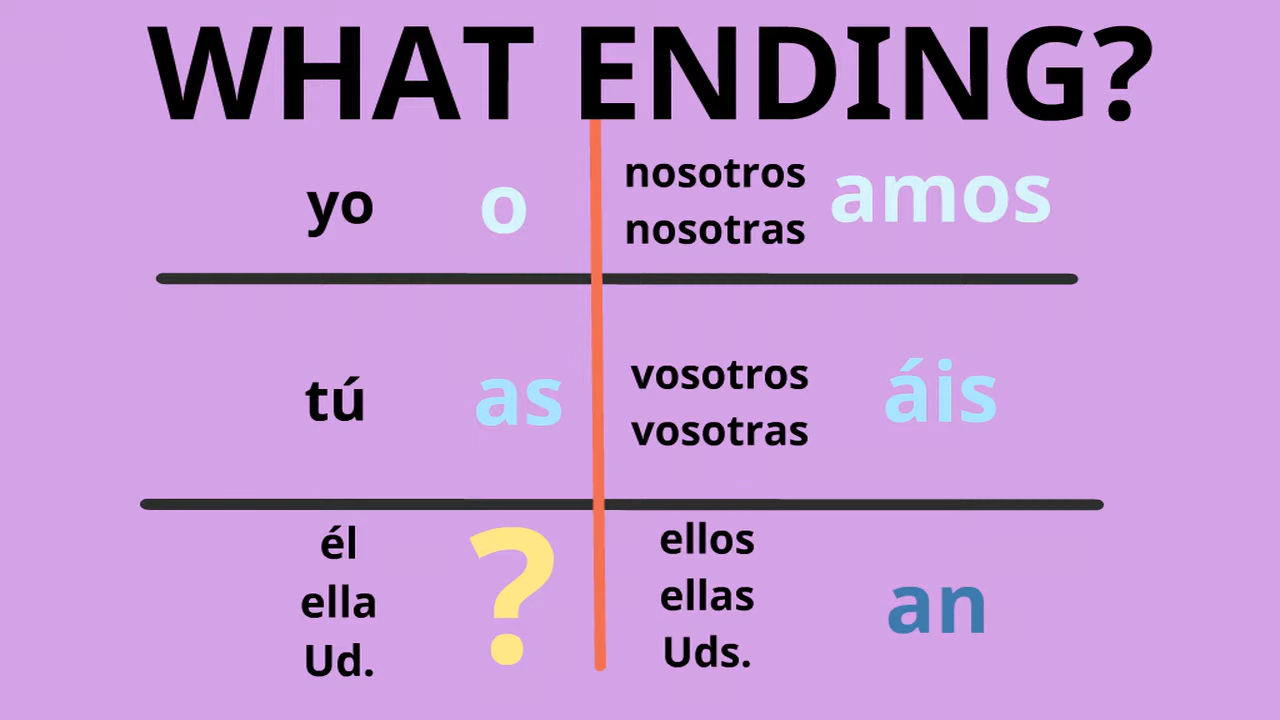 WHAT ENDING?
yo o
nosotros
nosotras
amos
tú as
vosotros
vosotras
áis
él
ella
Ud.
?
ellos
ellas
Uds.
an